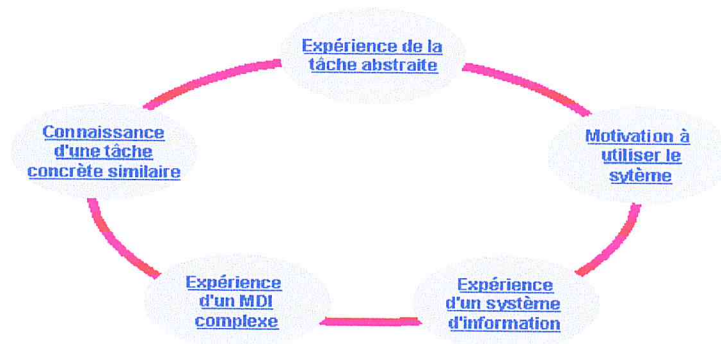 Expérience de la
tâche abstraite
Connaissance
d'une tâche
concrète similaire
Motivation à
utiliser le
sytème
Expérience
d'un MDI
complexe
Expérience
d'un système
d'information